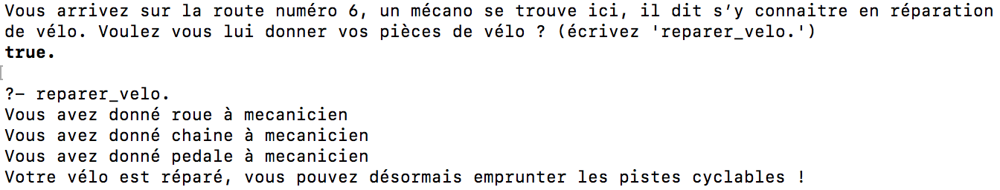 Vous arrivez sur la route numéro 6, un mécano se trouve ici, il dit s’y connaitre en réparation
de vélo. Voulez vous lui donner vos pièces de vélo ? (écrivez 'reparer_velo.')
true.
?- reparer_velo.
Vous avez donné roue à mecanicien
Vous avez donné chaine à mecanicien
Vous avez donné pedale à mecanicien
Votre vélo est réparé, vous pouvez désormais emprunter les pistes cyclables !